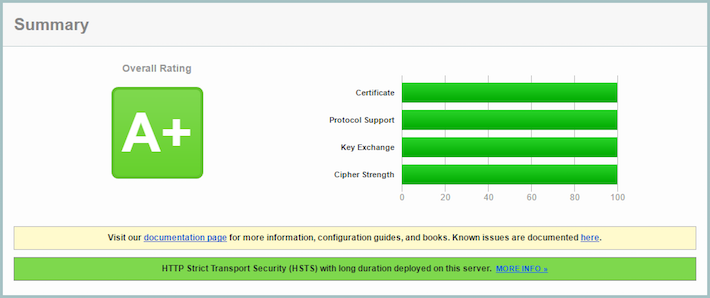 Summary
Overall Rating
A+
Certificate
Protocol Support
Key Exchange
Cipher Strength
0 20 40 60 80 100
Visit our documentation page for more information, configuration guides, and books. Known issues are documented here.
HTTP Strict Transport Security (HSTS) with long duration deployed on this server. MORE INFO »